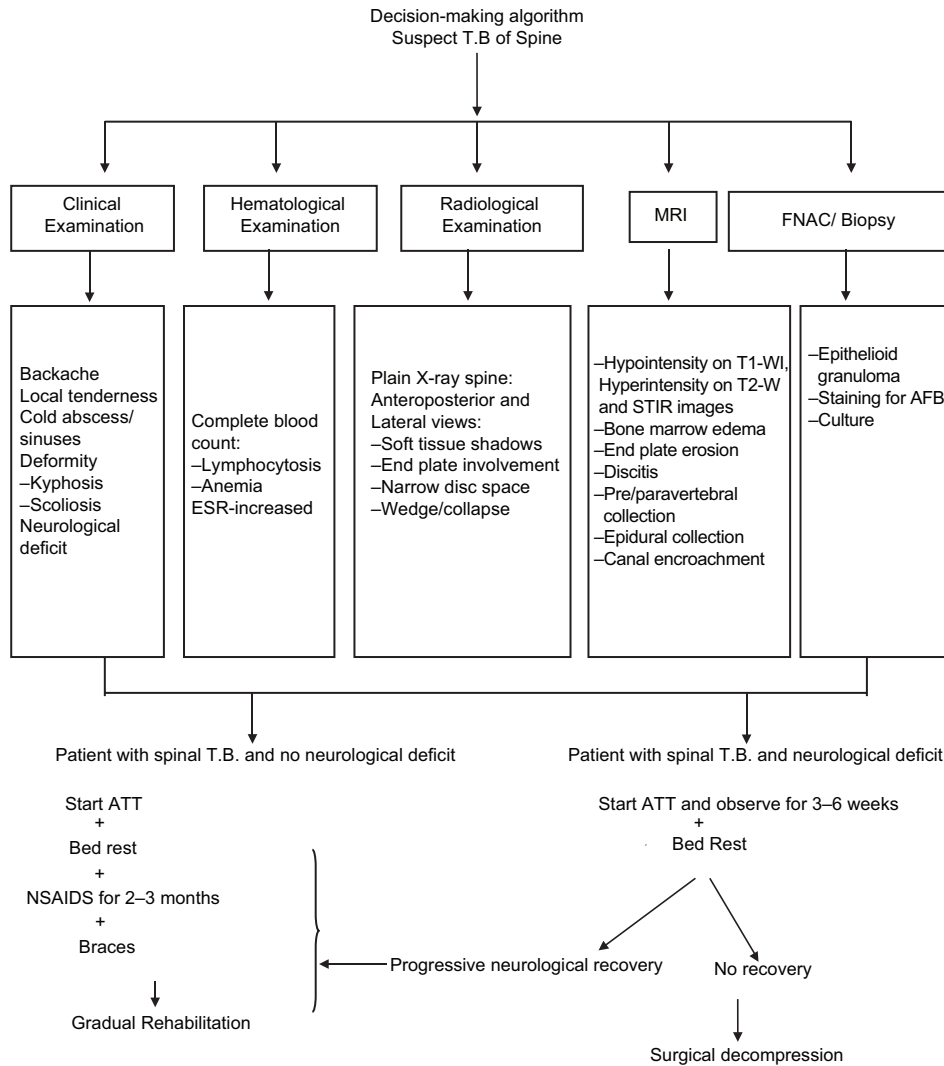 Decision-making algorithm
Suspect T.B of Spine
Clinical
Examination
Hematological
Examination
Radiological
Examination
MRI
FNAC/ Biopsy
Backache
Local tenderness
Cold abscess/
sinuses
Deformity
–Kyphosis
–Scoliosis
Neurological
deficit
Complete blood
count:
–Lymphocytosis
–Anemia
ESR-increased
Plain X-ray spine:
Anteroposterior and
Lateral views:
–Soft tissue shadows
–End plate involvement
–Narrow disc space
–Wedge/collapse
–Hypointensity on T1-WI,
Hyperintensity on T2-W
and STIR images
–Bone marrow edema
–End plate erosion
–Discitis
–Pre/paravertebral
collection
–Epidural collection
–Canal encroachment
–Epithelioid
granuloma
–Staining for AFB
–Culture
Patient with spinal T.B. and no neurological deficit
Start ATT
+
Bed rest
+
NSAIDS for 2–3 months
+
Braces
Gradual Rehabilitation
Patient with spinal T.B. and neurological deficit
Start ATT and observe for 3–6 weeks
+
Bed Rest
Progressive neurological recovery
No recovery
Surgical decompression